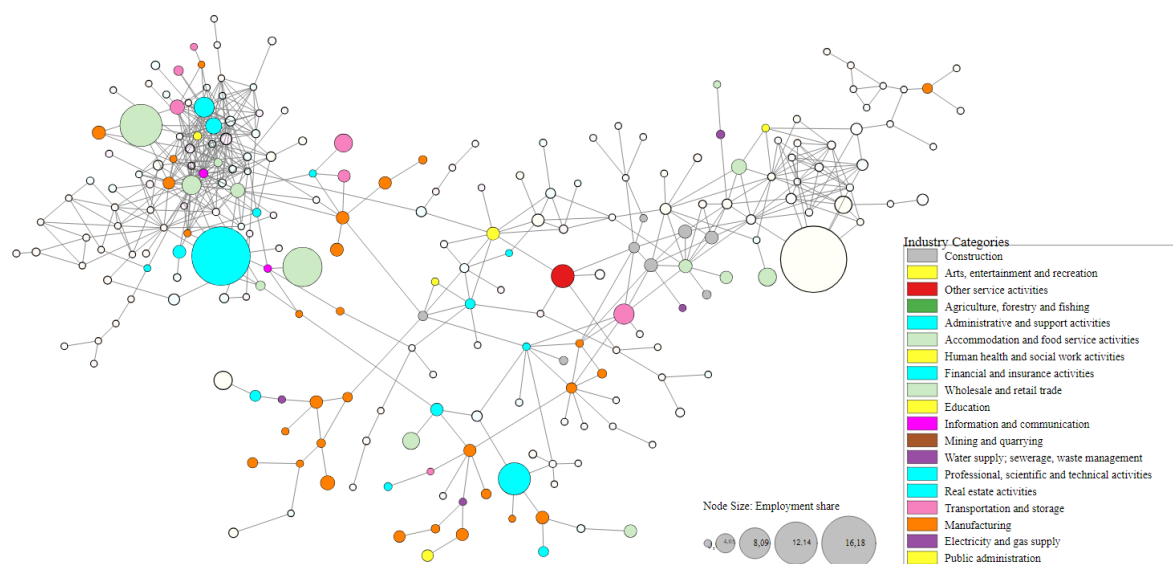 Industry Categories
Construction
Arts, entertainment and recreation
Other service activities
Agriculture, forestry and fishing
Administrative and support activities
Accommodation and food service activities
Human health and social work activities
Financial and insurance activities
Wholesale and retail trade
Education
Information and communication
Mining and quarrying
Water supply; sewerage, waste management
Professional, scientific and technical activities
Real estate activities
Transportation and storage
Manufacturing
Electricity and gas supply
Public administration
Node Size: Employment share
8,09 12,14 16,18